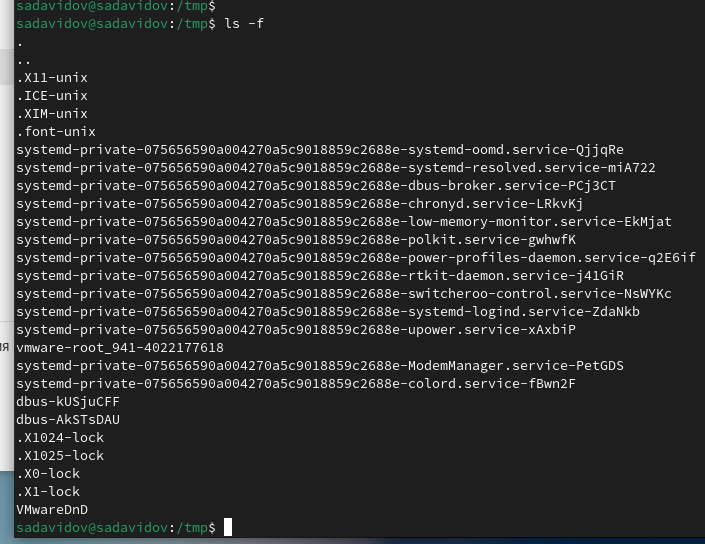 sadavidov@sadavidov:/tmp$
sadavidov@sadavidov:/tmp$ ls -f
.
..
.X11-unix
.ICE-unix
.XIM-unix
.font-unix
systemd-private-075656590a004270a5c9018859c2688e-systemd-oomd.service-QjjqRe
systemd-private-075656590a004270a5c9018859c2688e-systemd-resolved.service-miA722
systemd-private-075656590a004270a5c9018859c2688e-dbus-broker.service-PCj3CT
systemd-private-075656590a004270a5c9018859c2688e-chronyd.service-LRkvKj
systemd-private-075656590a004270a5c9018859c2688e-low-memory-monitor.service-EkMjat
systemd-private-075656590a004270a5c9018859c2688e-polkit.service-gwhwfK
systemd-private-075656590a004270a5c9018859c2688e-power-profiles-daemon.service-q2E6if
systemd-private-075656590a004270a5c9018859c2688e-rtkit-daemon.service-j41GiR
systemd-private-075656590a004270a5c9018859c2688e-switcheroo-control.service-NsWYKc
systemd-private-075656590a004270a5c9018859c2688e-systemd-logind.service-ZdaNkb
systemd-private-075656590a004270a5c9018859c2688e-upower.service-xAxbiP
ия
vmware-root_941-4022177618
systemd-private-075656590a004270a5c9018859c2688e-ModemManager.service-PetGDS
systemd-private-075656590a004270a5c9018859c2688e-colord.service-fBwn2F
dbus-kUSjuCFF
dbus-AkSTsDAU
.X1024-lock
.X1025-lock
.X0-lock
.X1-lock
VMwareDnD
sadavidov@sadavidov:/tmp$